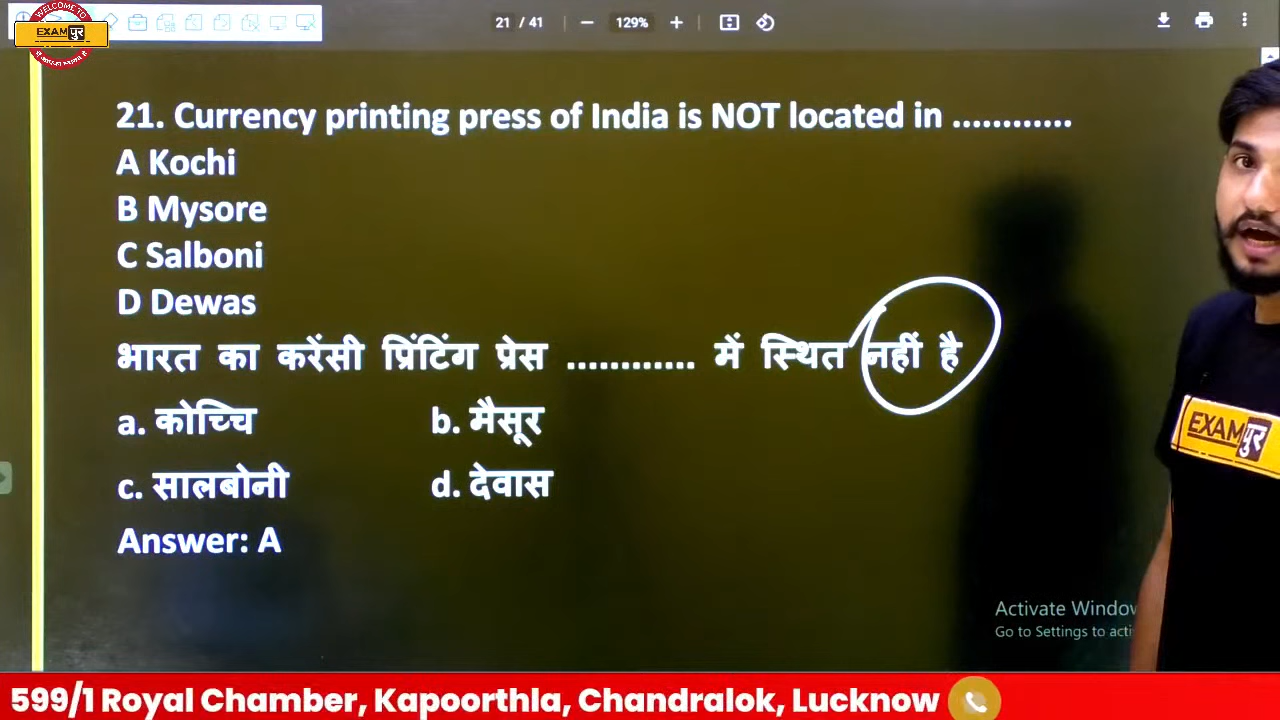 WELCOME TO
EXAMपुर
21 / 41
129%
21. Currency printing press of India is NOT located in ............
A Kochi
B Mysore
C Salboni
D Dewas
भारत का करेंसी प्रिंटिंग प्रेस ............ में स्थित नहीं है
a. कोच्चि b. मैसूर
c. सालबोनी d. देवास
Answer: A
EXAMपुर
Activate Window
Go to Settings to acti
599/1 Royal Chamber, Kapoorthla, Chandralok, Lucknow